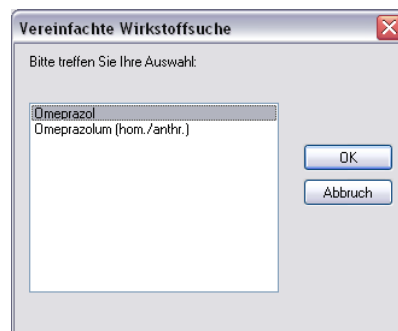 Vereinfachte Wirkstoffsuche
Bitte treffen Sie Ihre Auswahl:
Omeprazol
Omeprazolum (hom./anthr.)
OK
Abbruch